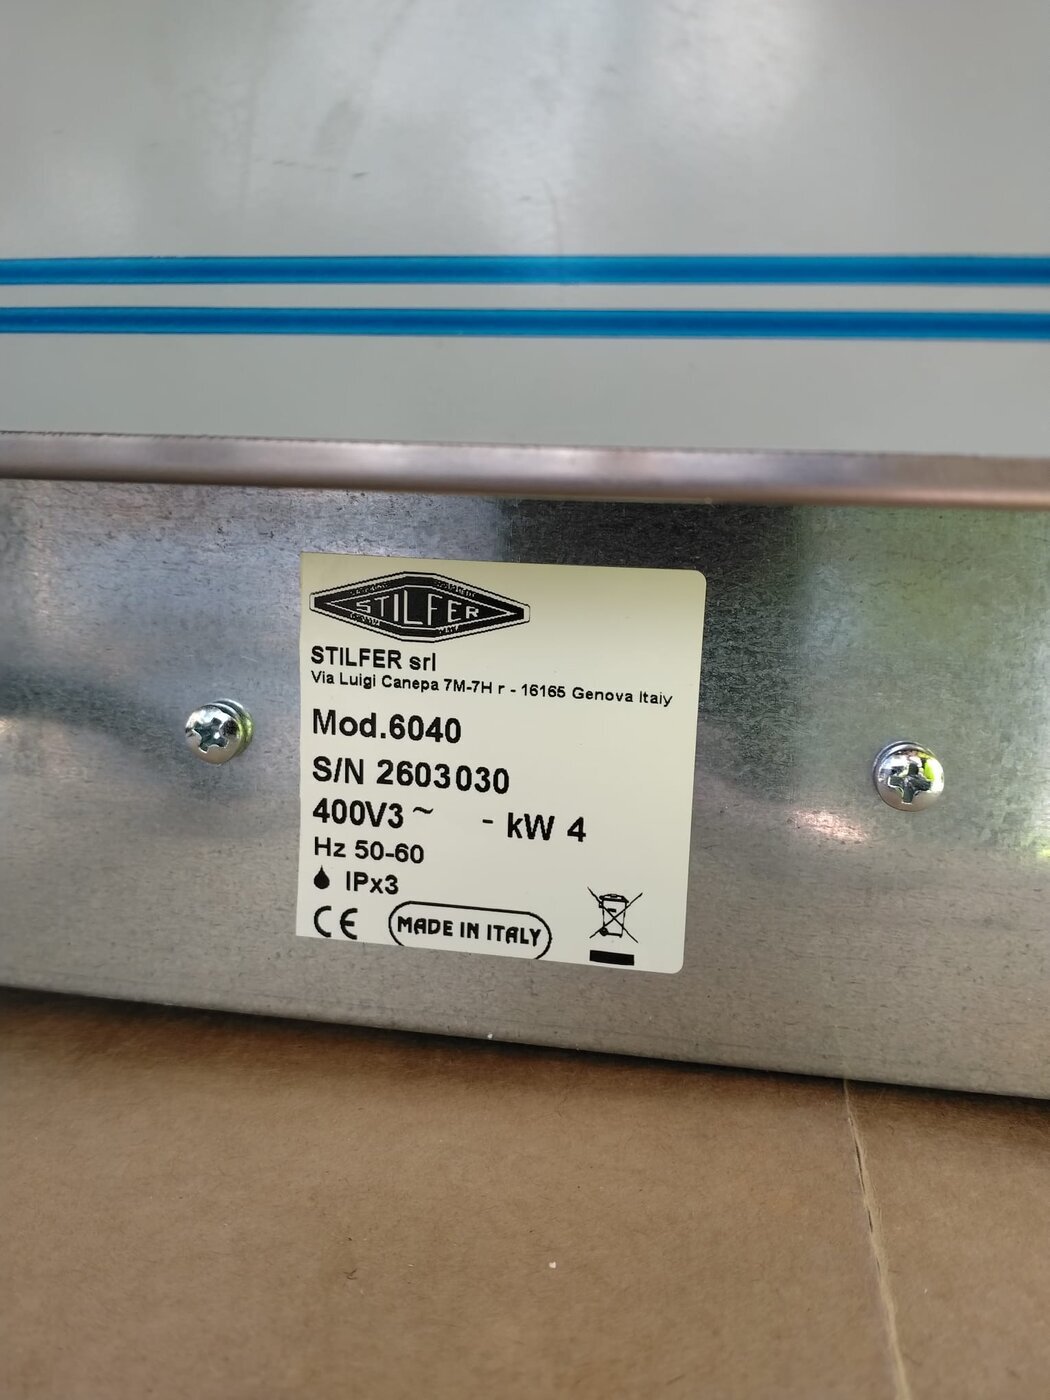 STILFER
STILFER srl
Via Luigi Canepa 7M-7H r - 16165 Genova Italy
Mod.6040
S/N 2603030
400V3 ~ - kW 4
Hz 50-60
IPx3
CE MADE IN ITALY